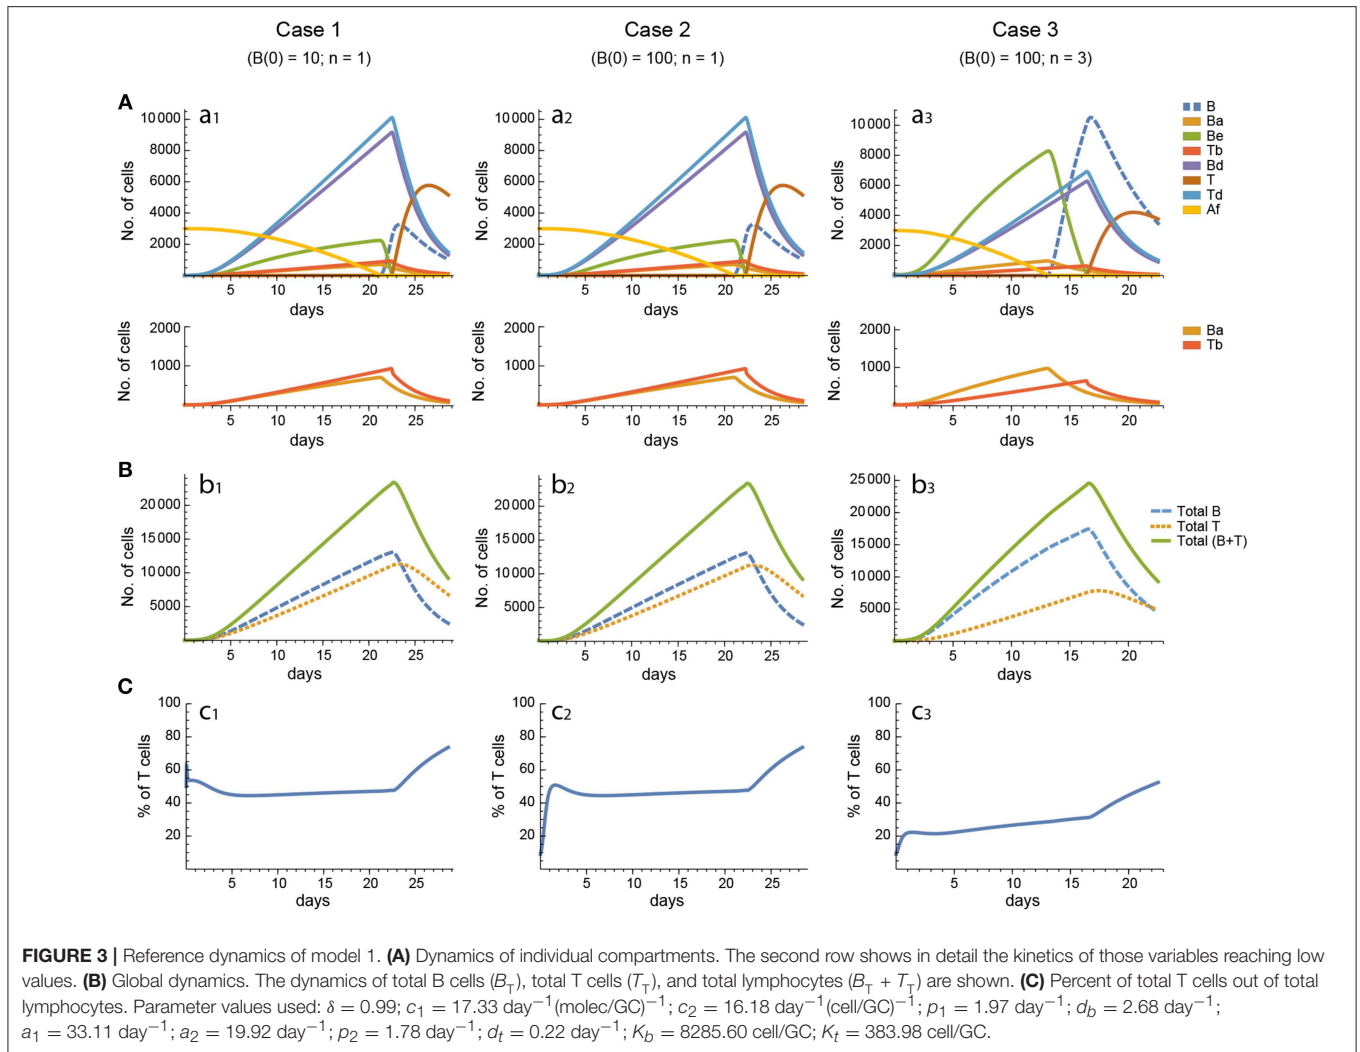 Case 1
(B(0) = 10; n = 1)
Case 2
(B(0) = 100; n = 1)
Case 3
(B(0) = 100; n = 3)
A
a1
No. of cells
10000
8000
6000
4000
2000
5 10 15 20 25
days
a2
No. of cells
10000
8000
6000
4000
2000
5 10 15 20 25
days
a3
No. of cells
10000
8000
6000
4000
2000
5 10 15 20
days
B
Ba
Be
Tb
Bd
T
Td
Af
No. of cells
2000
1000
5 10 15 20 25
days
No. of cells
2000
1000
5 10 15 20 25
days
No. of cells
2000
1000
5 10 15 20
days
Ba
Tb
B
b1
No. of cells
20000
15000
10000
5000
5 10 15 20 25
days
b2
No. of cells
20000
15000
10000
5000
5 10 15 20 25
days
b3
No. of cells
25000
20000
15000
10000
5000
5 10 15 20
days
Total B
Total T
Total (B+T)
C
c1
% of T cells
100
80
60
40
20
5 10 15 20 25
days
c2
% of T cells
100
80
60
40
20
5 10 15 20 25
days
c3
% of T cells
100
80
60
40
20
5 10 15 20
days
FIGURE 3 | Reference dynamics of model 1. (A) Dynamics of individual compartments. The second row shows in detail the kinetics of those variables reaching low
values. (B) Global dynamics. The dynamics of total B cells (B_T), total T cells (T_T), and total lymphocytes (B_T + T_T) are shown. (C) Percent of total T cells out of total
lymphocytes. Parameter values used: δ = 0.99; c₁ = 17.33 day⁻¹(molec/GC)⁻¹; c₂ = 16.18 day⁻¹(cell/GC)⁻¹; p₁ = 1.97 day⁻¹; d_b = 2.68 day⁻¹;
a₁ = 33.11 day⁻¹; a₂ = 19.92 day⁻¹; p₂ = 1.78 day⁻¹; d_t = 0.22 day⁻¹; K_b = 8285.60 cell/GC; K_t = 383.98 cell/GC.